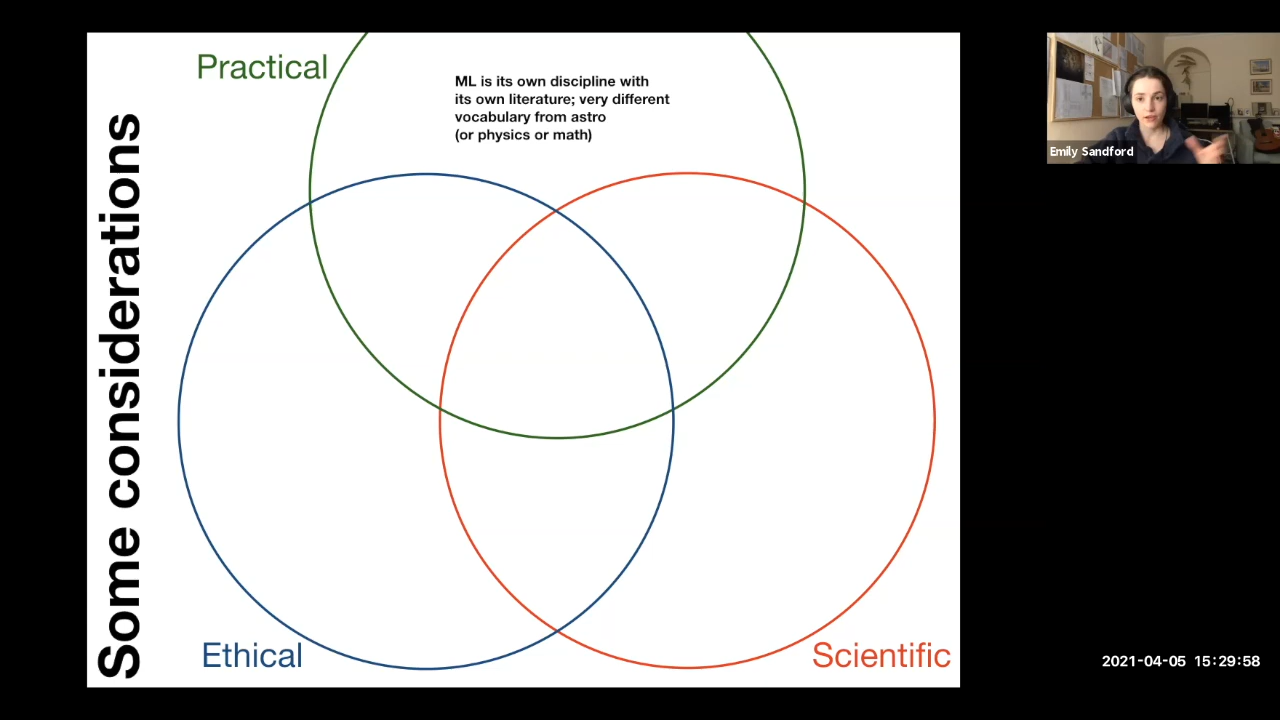 Some considerations
Practical
ML is its own discipline with
its own literature; very different
vocabulary from astro
(or physics or math)
Ethical
Scientific
Emily Sandford
2021-04-05 15:29:58